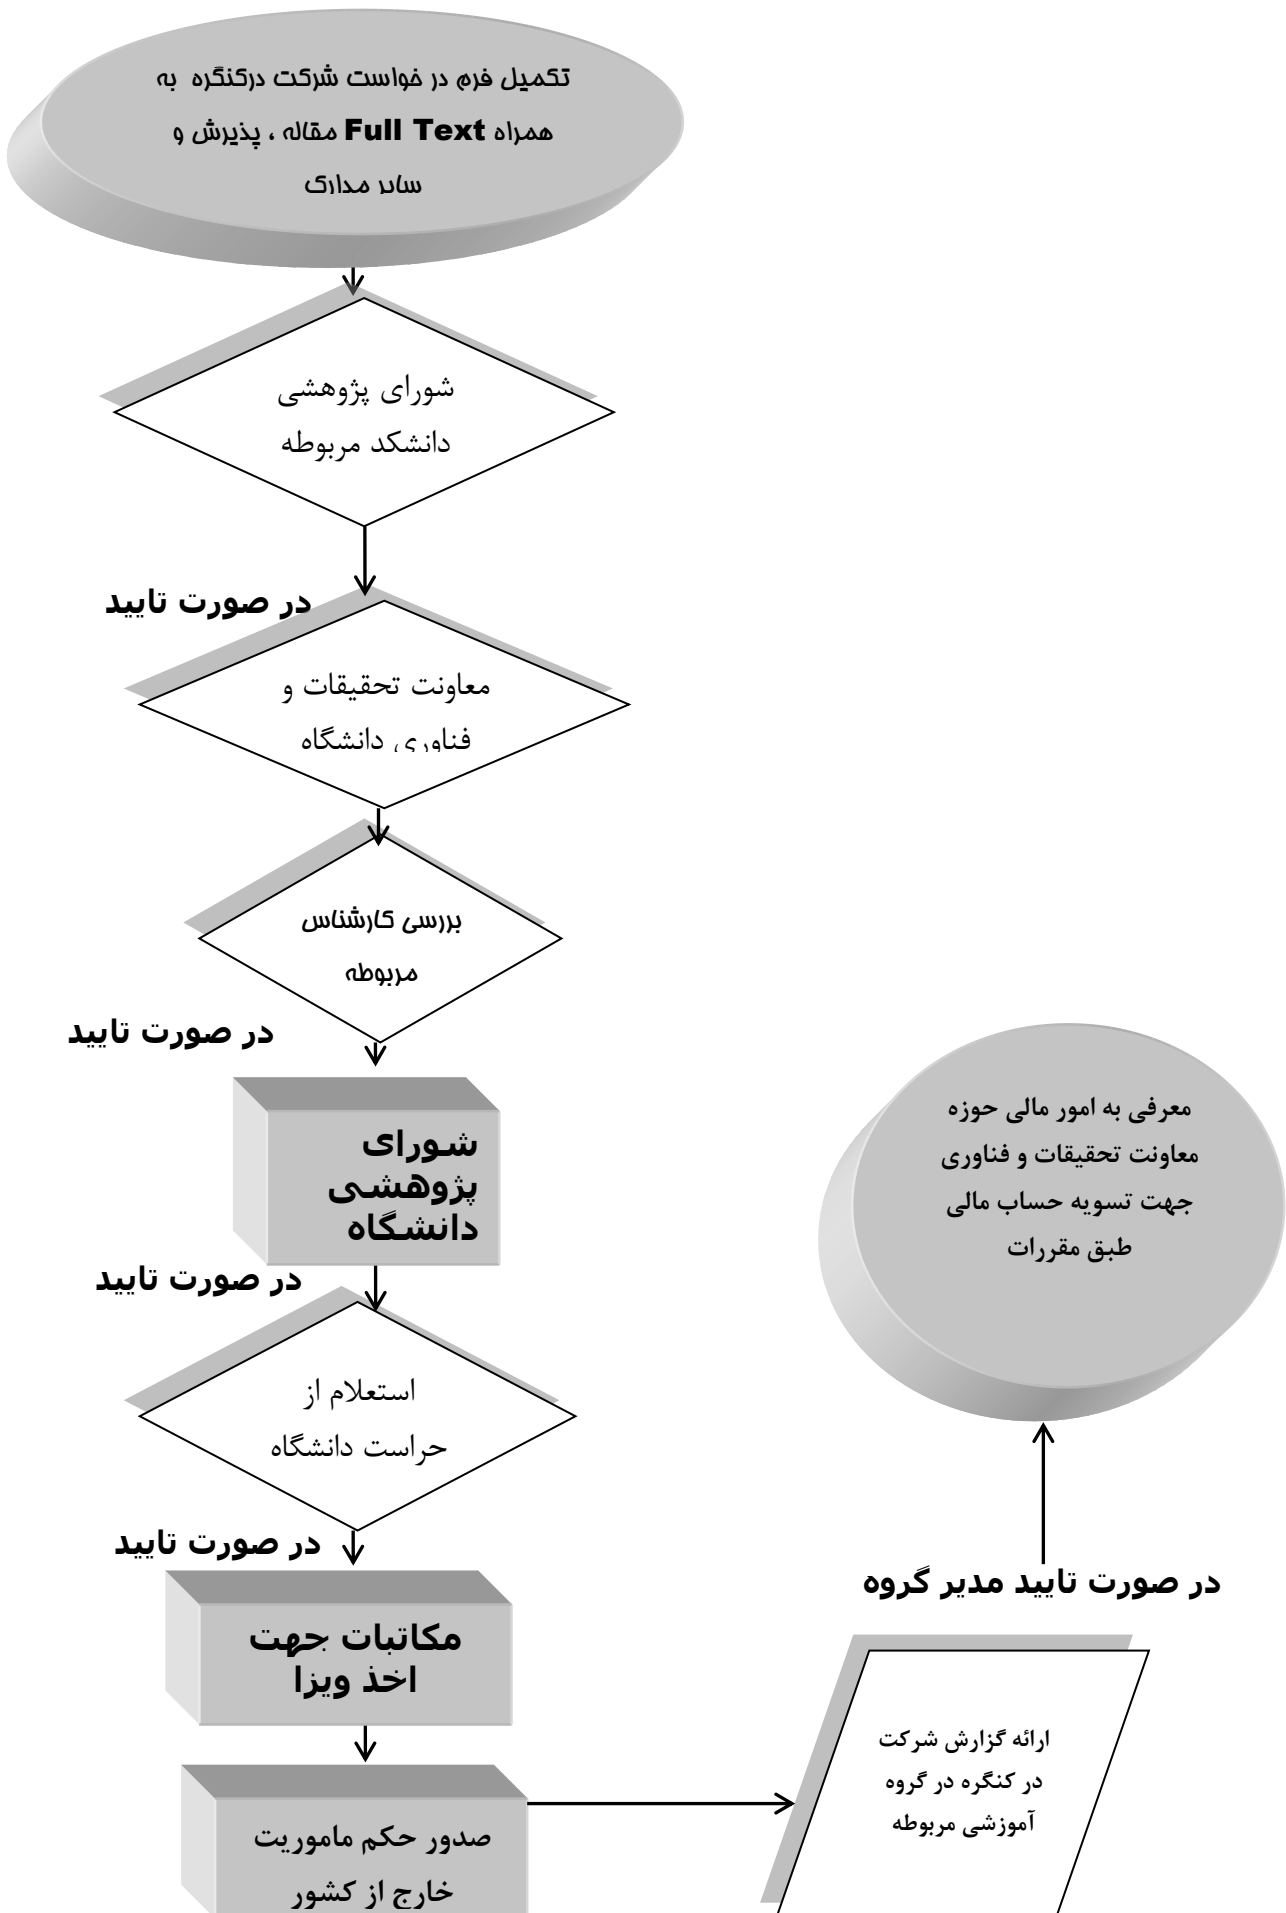 تکمیل فرم در خواست شرکت درکنگره به
همراه Full Text مقاله ، پذیرش و
سایر مدارک
شورای پژوهشی
دانشکد مربوطه
در صورت تایید
معاونت تحقیقات و
فناوری دانشگاه
بررسی کارشناس
مربوطه
در صورت تایید
شورای
پژوهشی
دانشگاه
در صورت تایید
استعلام از
حراست دانشگاه
در صورت تایید
مکاتبات جهت
اخذ ویزا
صدور حکم ماموریت
خارج از کشور
ارائه گزارش شرکت
در کنگره در گروه
آموزشی مربوطه
در صورت تایید مدیر گروه
معرفی به امور مالی حوزه
معاونت تحقیقات و فناوری
جهت تسویه حساب مالی
طبق مقررات